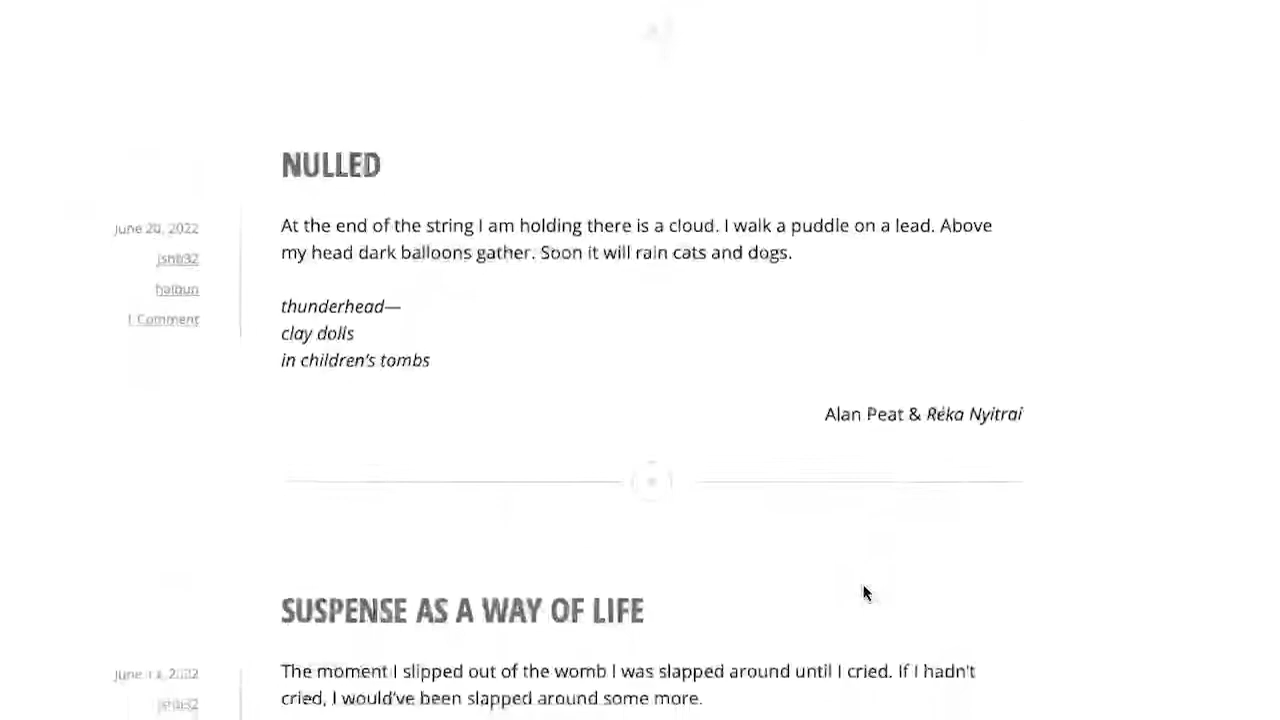 NULLED
June 20, 2022
jsnb32
haibun
1 Comment
At the end of the string I am holding there is a cloud. I walk a puddle on a lead. Above
my head dark balloons gather. Soon it will rain cats and dogs.
thunderhead—
clay dolls
in children's tombs
Alan Peat & Réka Nyitrai
SUSPENSE AS A WAY OF LIFE
June
The moment I slipped out of the womb I was slapped around until I cried. If I hadn't
cried, I would've been slapped around some more.